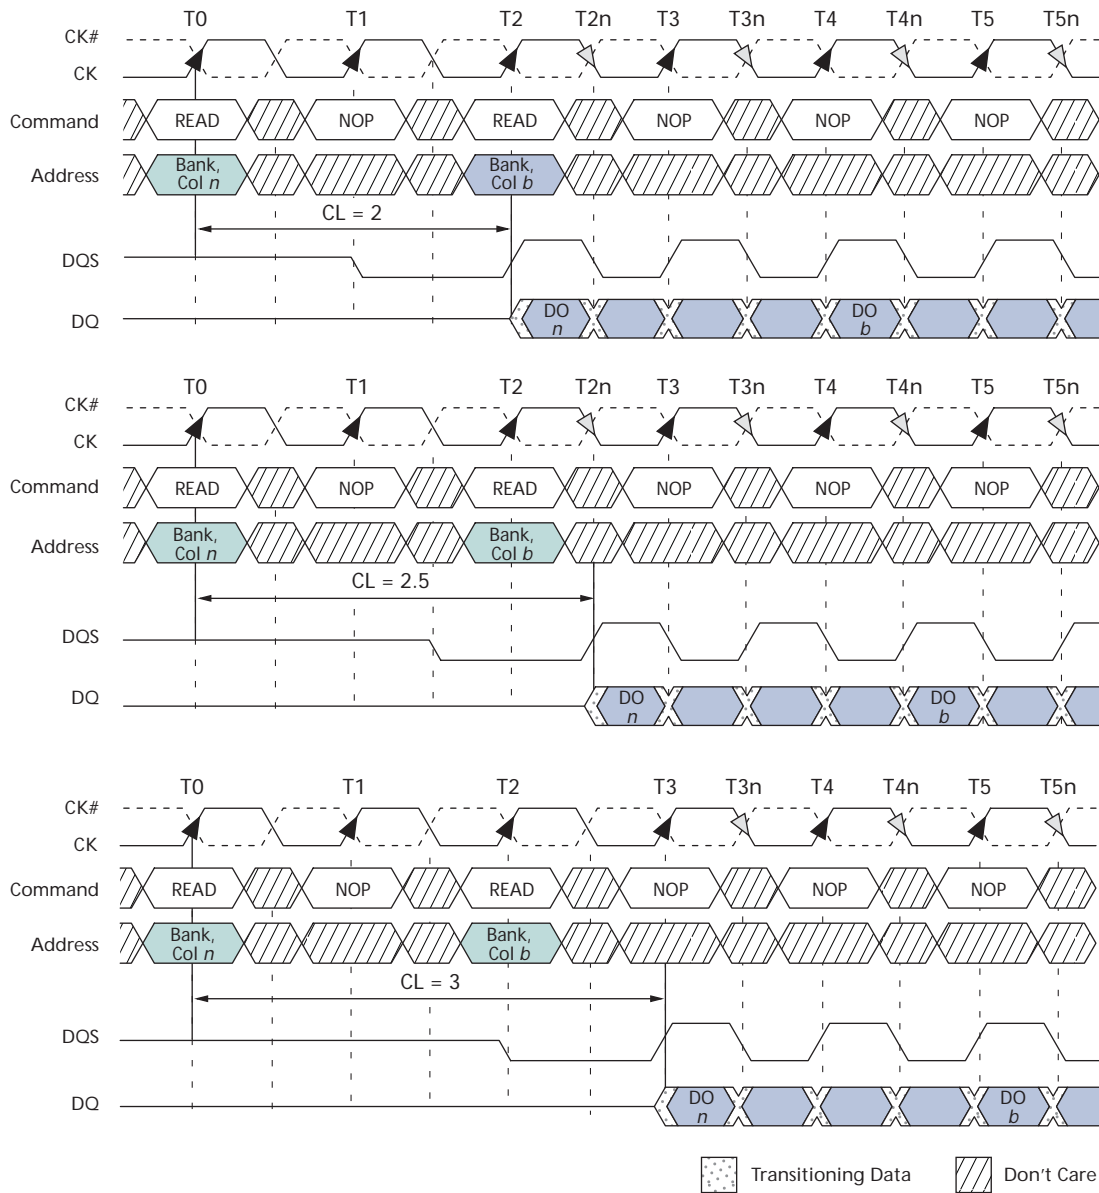 T0 T1 T2 T2n T3 T3n T4 T4n T5 T5n
CK#
CK
Command READ NOP READ NOP NOP NOP
Address Bank, Col n Bank, Col b
CL = 2
DQS
DQ DO n DO b
T0 T1 T2 T2n T3 T3n T4 T4n T5 T5n
CK#
CK
Command READ NOP READ NOP NOP NOP
Address Bank, Col n Bank, Col b
CL = 2.5
DQS
DQ DO n DO b
T0 T1 T2 T3 T3n T4 T4n T5 T5n
CK#
CK
Command READ NOP READ NOP NOP NOP
Address Bank, Col n Bank, Col b
CL = 3
DQS
DQ DO n DO b
Transitioning Data Don't Care